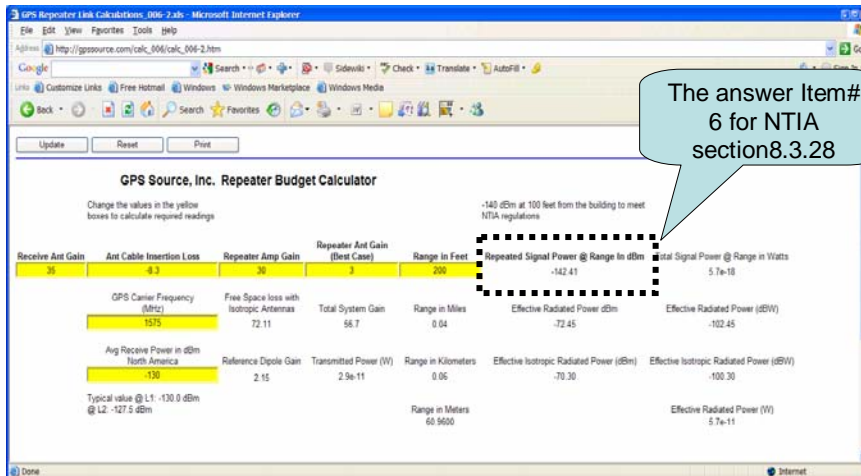 GPS Repeater Link Calculations_006-2.xls - Microsoft Internet Explorer
File Edit View Favorites Tools Help
Address http://gpssource.com/calc_006/calc_006-2.htm Go
Google Search Sidewiki Check Translate AutoFill Sign In
Links Customize Links Free Hotmail Windows Windows Marketplace Windows Media
Back Search Favorites
The answer Item#
6 for NTIA
section8.3.28
Update Reset Print
GPS Source, Inc. Repeater Budget Calculator
Change the values in the yellow
boxes to calculate required readings
-140 dBm at 100 feet from the building to meet
NTIA regulations
Receive Ant Gain Ant Cable Insertion Loss Repeater Amp Gain Repeater Ant Gain (Best Case) Range in Feet Repeated Signal Power @ Range In dBm Total Signal Power @ Range in Watts
35 -8.3 30 3 200 -142.41 5.7e-18
GPS Carrier Frequency (MHz) Free Space loss with Isotropic Antennas Total System Gain Range in Miles Effective Radiated Power dBm Effective Radiated Power (dBW)
1575 72.11 56.7 0.04 -72.45 -102.45
Avg Receive Power in dBm North America Reference Dipole Gain Transmitted Power (W) Range in Kilometers Effective Isotropic Radiated Power (dBm) Effective Isotropic Radiated Power (dBW)
-130 2.15 2.9e-11 0.06 -70.30 -100.30
Typical value @ L1: -130.0 dBm
@ L2: -127.5 dBm
Range in Meters Effective Radiated Power (W)
60.9600 5.7e-11
Done Internet